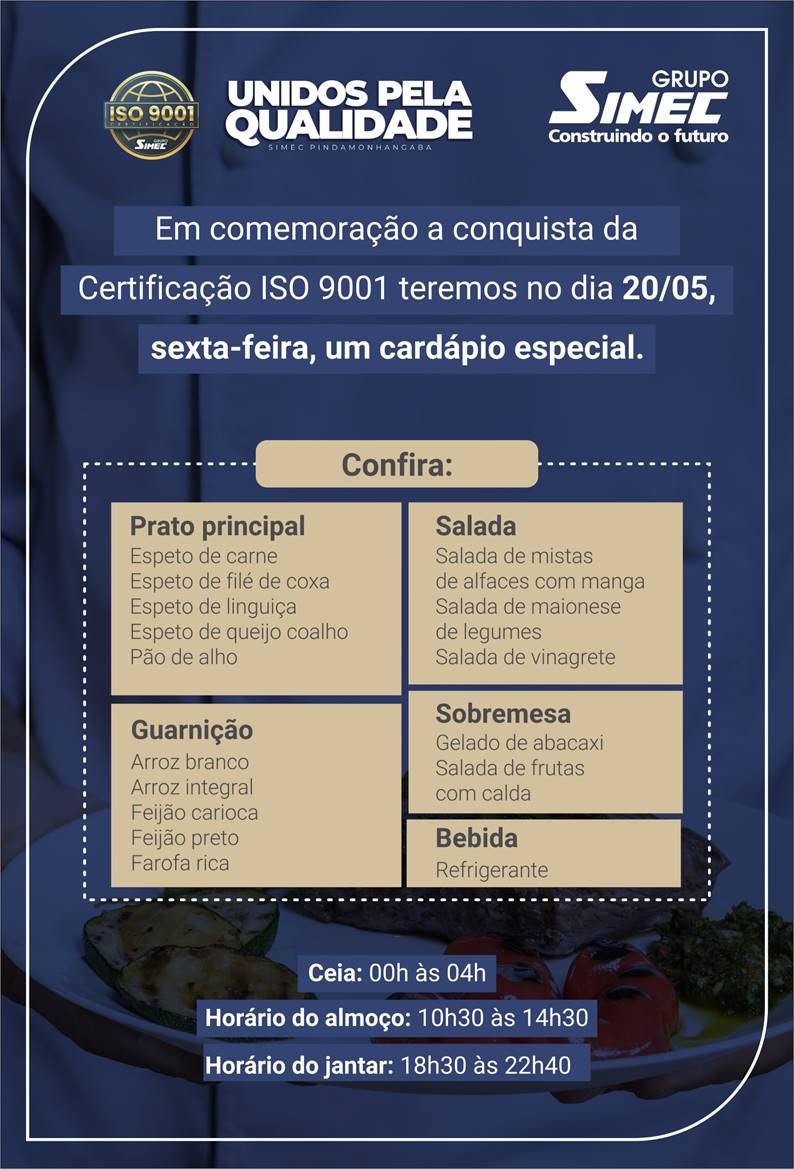 ISO 9001
CERTIFICAÇÃO
GRUPO
SIMEC
UNIDOS PELA
QUALIDADE
SIMEC PINDAMONHANGABA
GRUPO
SIMEC
Construindo o futuro
Em comemoração a conquista da
Certificação ISO 9001 teremos no dia 20/05,
sexta-feira, um cardápio especial.
Confira:
Prato principal
Espeto de carne
Espeto de filé de coxa
Espeto de linguiça
Espeto de queijo coalho
Pão de alho
Guarnição
Arroz branco
Arroz integral
Feijão carioca
Feijão preto
Farofa rica
Salada
Salada de mistas
de alfaces com manga
Salada de maionese
de legumes
Salada de vinagrete
Sobremesa
Gelado de abacaxi
Salada de frutas
com calda
Bebida
Refrigerante
Ceia: 00h às 04h
Horário do almoço: 10h30 às 14h30
Horário do jantar: 18h30 às 22h40